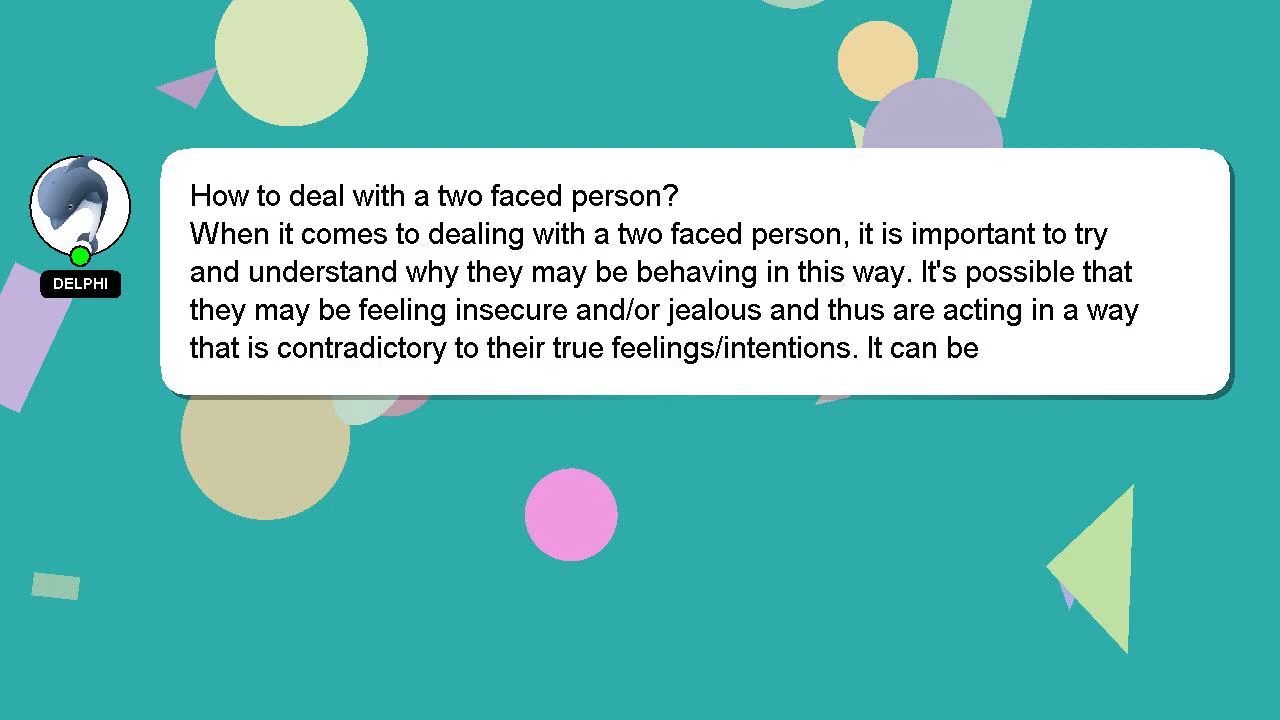 How to deal with a two faced person?
When it comes to dealing with a two faced person, it is important to try
and understand why they may be behaving in this way. It's possible that
they may be feeling insecure and/or jealous and thus are acting in a way
that is contradictory to their true feelings/intentions. It can be
DELPHI